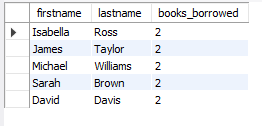 firstname lastname books_borrowed
Isabella Ross 2
James Taylor 2
Michael Williams 2
Sarah Brown 2
David Davis 2